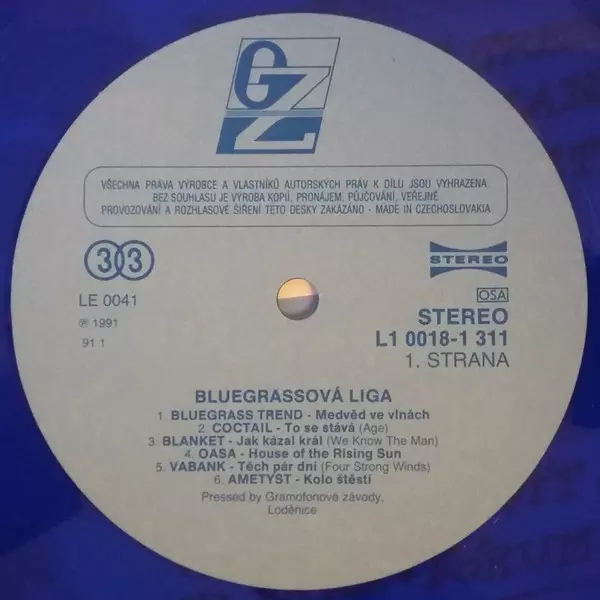 GZ
VŠECHNA PRÁVA VÝROBCE A VLASTNÍKŮ AUTORSKÝCH PRÁV K DÍLU JSOU VYHRAZENA.
BEZ SOUHLASU JE VÝROBA KOPIÍ, PRONÁJEM, PŮJČOVÁNÍ, VEŘEJNÉ
PROVOZOVÁNÍ A ROZHLASOVÉ ŠÍŘENÍ TÉTO DESKY ZAKÁZÁNO - MADE IN CZECHOSLOVAKIA
33
STEREO
LE 0041
OSA
℗ 1991
STEREO
91 1
L1 0018-1 311
1. STRANA
BLUEGRASSOVÁ LIGA
1. BLUEGRASS TREND - Medvěd ve vlnách
2. COCTAIL - To se stává (Age)
3. BLANKET - Jak kázal král (We Know The Man)
4. OASA - House of the Rising Sun
5. VABANK - Těch pár dní (Four Strong Winds)
6. AMETYST - Kolo štěstí
Pressed by Gramofonové závody,
Loděnice